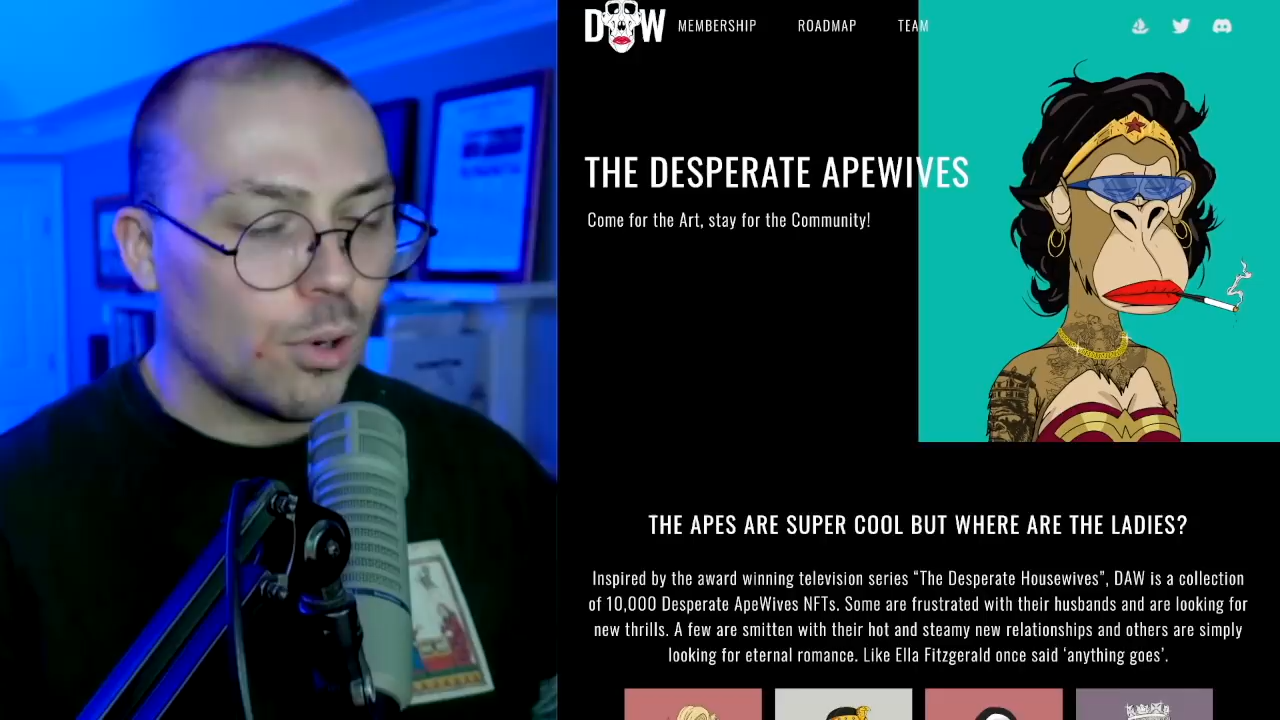 DAW MEMBERSHIP ROADMAP TEAM
THE DESPERATE APEWIVES
Come for the Art, stay for the Community!
THE APES ARE SUPER COOL BUT WHERE ARE THE LADIES?
Inspired by the award winning television series “The Desperate Housewives”, DAW is a collection
of 10,000 Desperate ApeWives NFTs. Some are frustrated with their husbands and are looking for
new thrills. A few are smitten with their hot and steamy new relationships and others are simply
looking for eternal romance. Like Ella Fitzgerald once said ‘anything goes’.